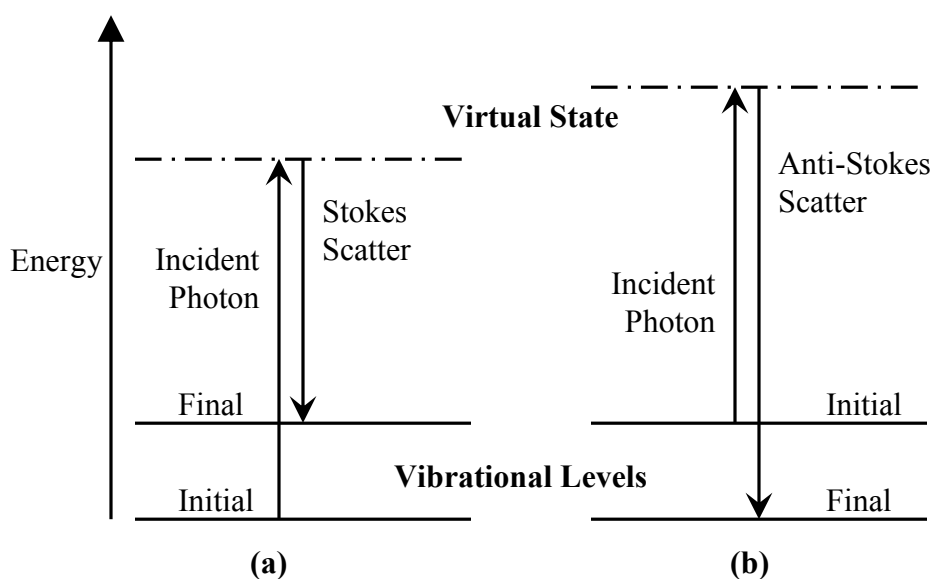 Virtual State
Anti-Stokes
Scatter
Stokes
Scatter
Energy
Incident
Photon
Incident
Photon
Final
Initial
Vibrational Levels
Initial
Final
(a)
(b)